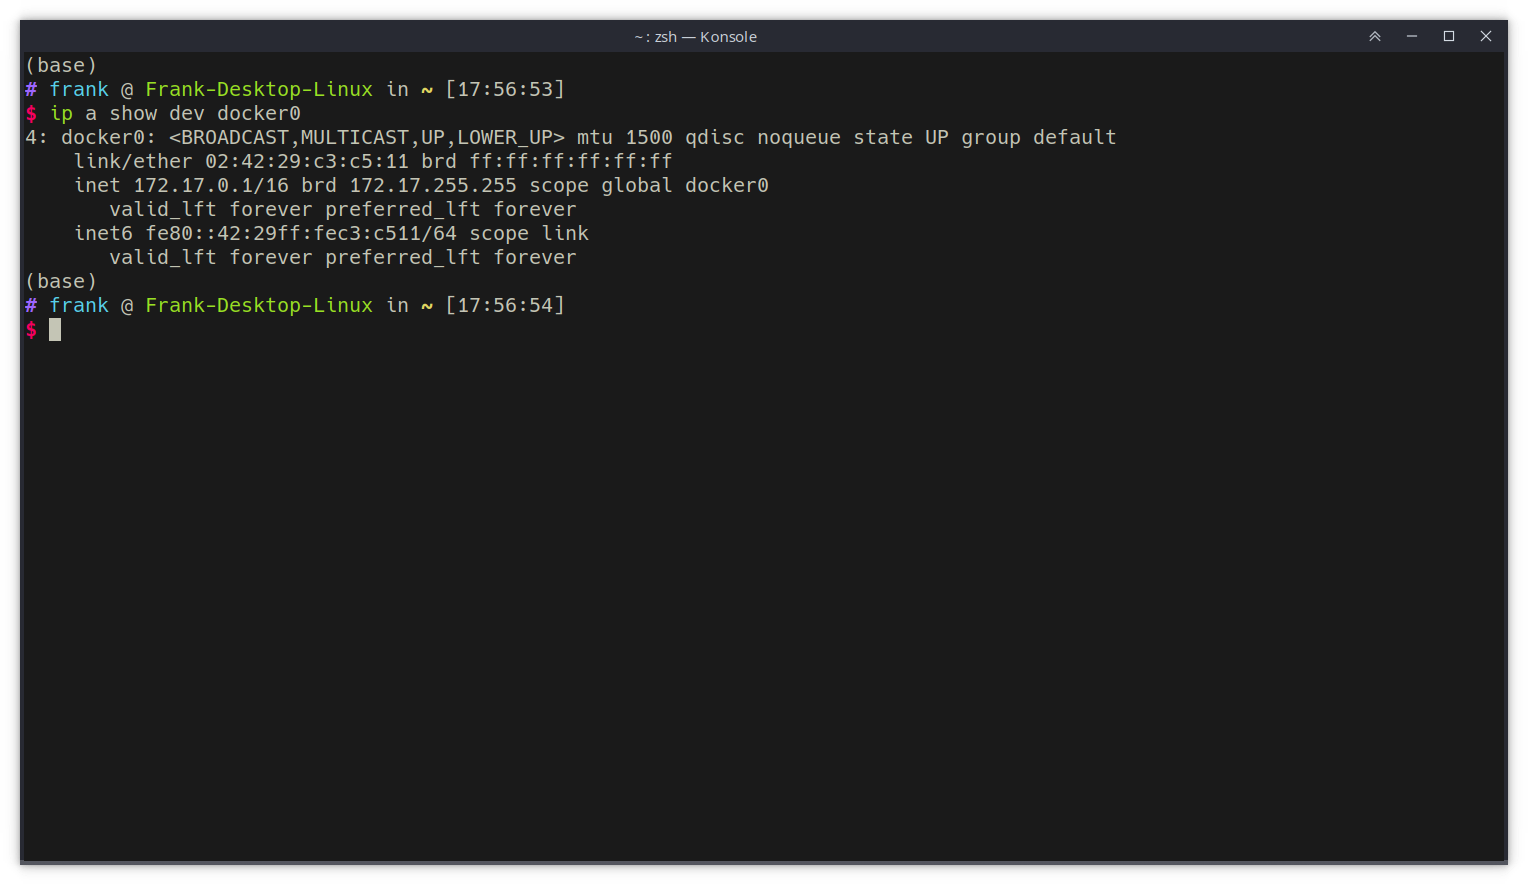 ~ : zsh — Konsole
(base)
# frank @ Frank-Desktop-Linux in ~ [17:56:53]
$ ip a show dev docker0
4: docker0: <BROADCAST,MULTICAST,UP,LOWER_UP> mtu 1500 qdisc noqueue state UP group default
    link/ether 02:42:29:c3:c5:11 brd ff:ff:ff:ff:ff:ff
    inet 172.17.0.1/16 brd 172.17.255.255 scope global docker0
       valid_lft forever preferred_lft forever
    inet6 fe80::42:29ff:fec3:c511/64 scope link
       valid_lft forever preferred_lft forever
(base)
# frank @ Frank-Desktop-Linux in ~ [17:56:54]
$